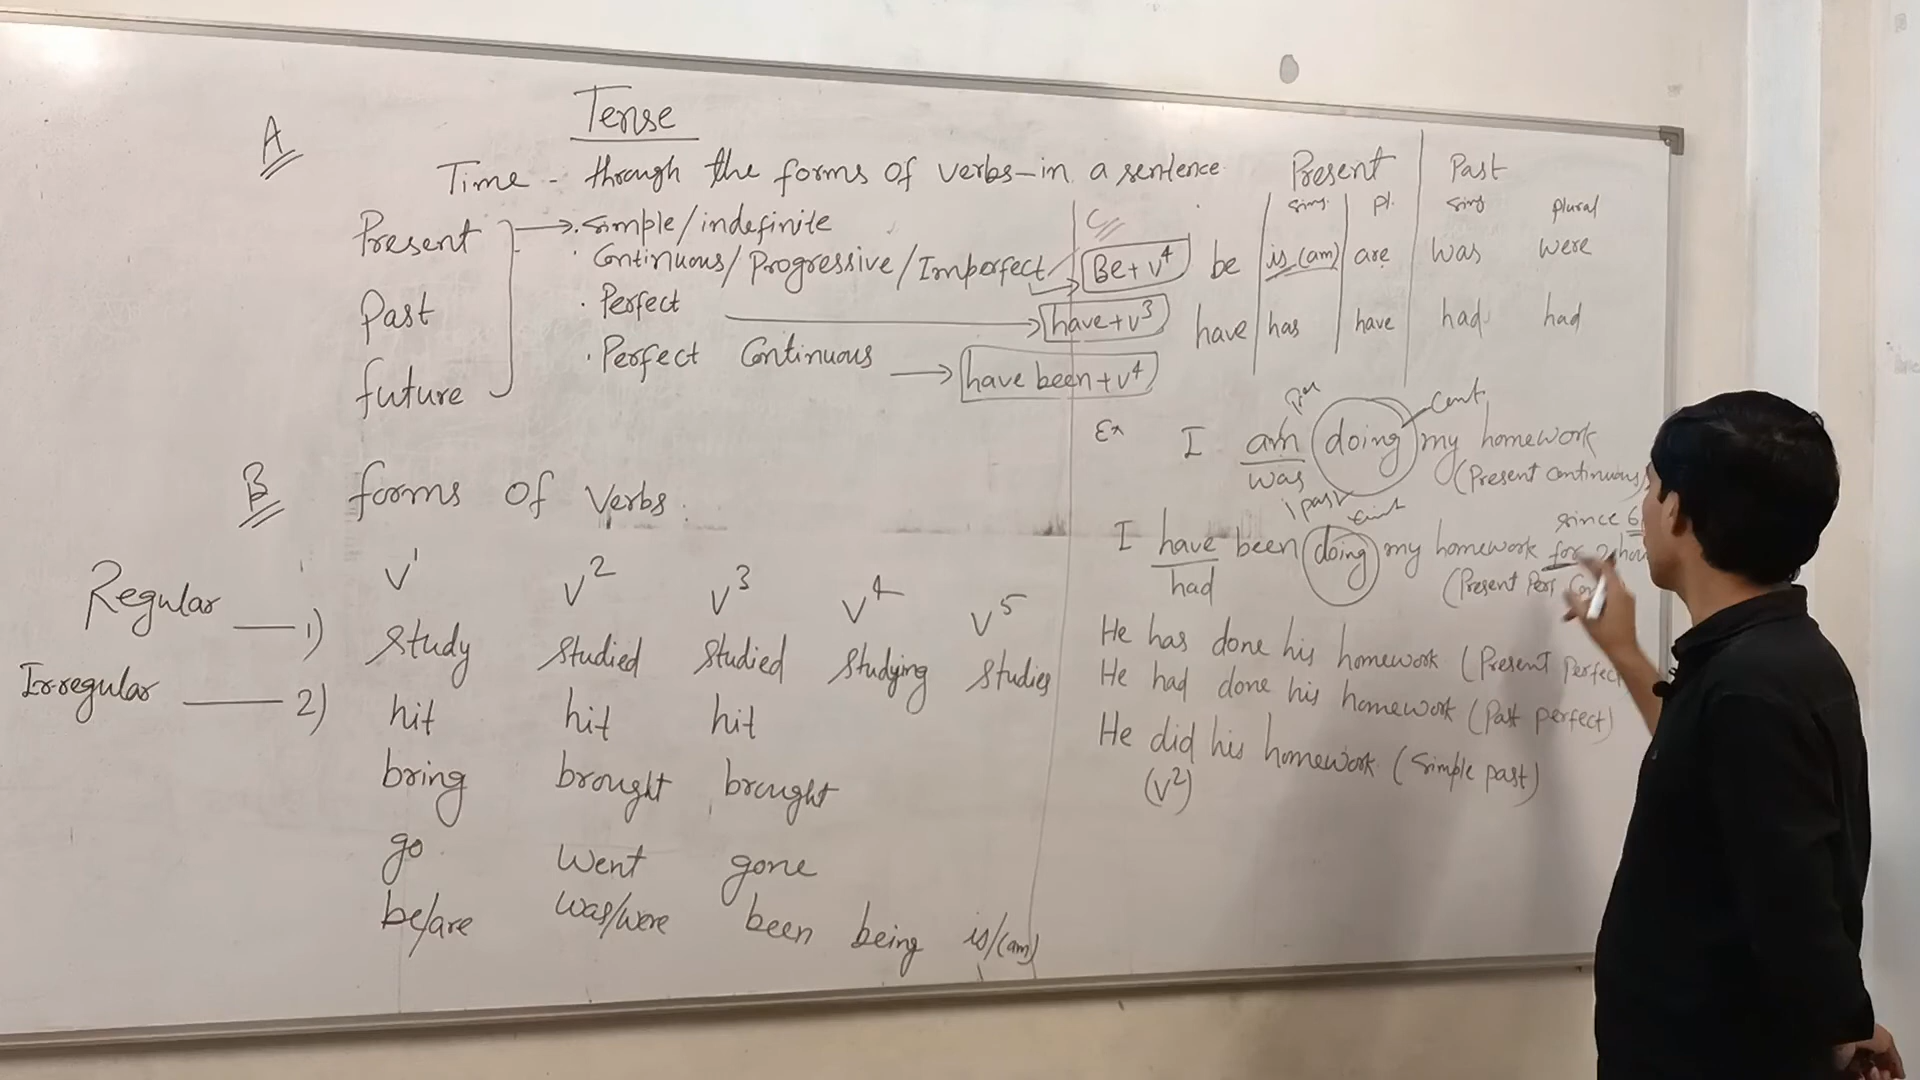 A
Tense
Time - through the forms of verbs - in a sentence
Present
Past
future
simple/indefinite
Continuous/Progressive/Imperfect
Perfect
Perfect Continuous
C
Be + V⁴
have + V³
have been + V⁴
Present | Past
sing. | pl. | sing | plural
be | is (am) | are | was | were
have | has | have | had | had
Ex
cont.
I am doing my homework
was
(Present continuous)
past
since 6
I have been doing my homework for 2 hou
had
(Present Per
He has done his homework (Present perfect
He had done his homework (Past perfect)
He did his homework (Simple past)
(V²)
B forms of Verbs.
V¹ V² V³ V⁴ V⁵
Regular — 1) study studied studied studying studies
Irregular — 2) hit hit hit
bring brought brought
go went gone
be/are was/were been being is/(am)